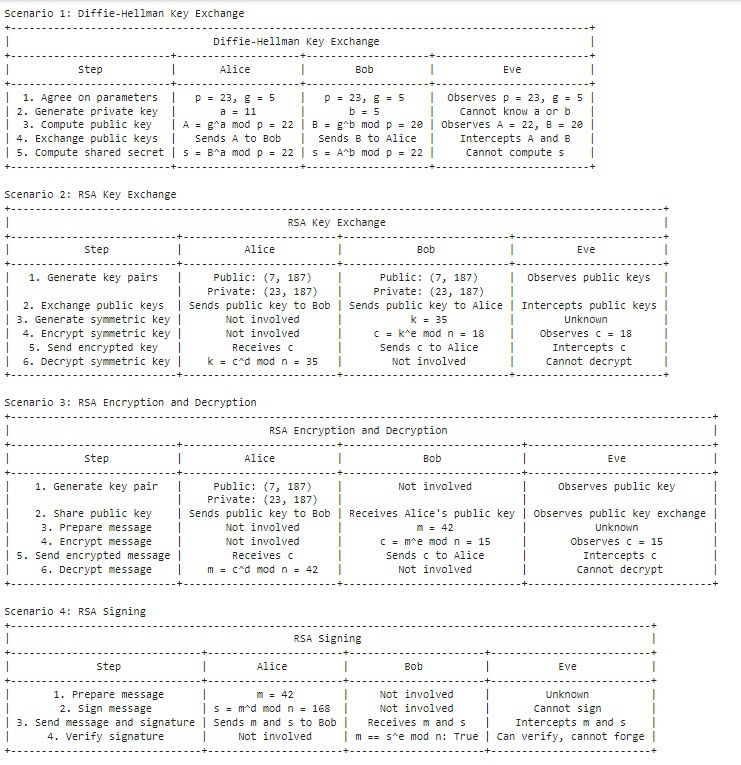 Scenario 1: Diffie-Hellman Key Exchange
Diffie-Hellman Key Exchange
| Step | Alice | Bob | Eve |
| 1. Agree on parameters | p = 23, g = 5 | p = 23, g = 5 | Observes p = 23, g = 5 |
| 2. Generate private key | a = 11 | b = 5 | Cannot know a or b |
| 3. Compute public key | A = g^a mod p = 22 | B = g^b mod p = 20 | Observes A = 22, B = 20 |
| 4. Exchange public keys | Sends A to Bob | Sends B to Alice | Intercepts A and B |
| 5. Compute shared secret | s = B^a mod p = 22 | s = A^b mod p = 22 | Cannot compute s |
Scenario 2: RSA Key Exchange
RSA Key Exchange
| Step | Alice | Bob | Eve |
| 1. Generate key pairs | Public: (7, 187) | Public: (7, 187) | Observes public keys |
| | Private: (23, 187) | Private: (23, 187) | |
| 2. Exchange public keys | Sends public key to Bob | Sends public key to Alice | Intercepts public keys |
| 3. Generate symmetric key | Not involved | k = 35 | Unknown |
| 4. Encrypt symmetric key | Not involved | c = k^e mod n = 18 | Observes c = 18 |
| 5. Send encrypted key | Receives c | Sends c to Alice | Intercepts c |
| 6. Decrypt symmetric key | k = c^d mod n = 35 | Not involved | Cannot decrypt |
Scenario 3: RSA Encryption and Decryption
RSA Encryption and Decryption
| Step | Alice | Bob | Eve |
| 1. Generate key pair | Public: (7, 187) | Not involved | Observes public key |
| | Private: (23, 187) | | |
| 2. Share public key | Sends public key to Bob | Receives Alice's public key | Observes public key exchange |
| 3. Prepare message | Not involved | m = 42 | Unknown |
| 4. Encrypt message | Not involved | c = m^e mod n = 15 | Observes c = 15 |
| 5. Send encrypted message | Receives c | Sends c to Alice | Intercepts c |
| 6. Decrypt message | m = c^d mod n = 42 | Not involved | Cannot decrypt |
Scenario 4: RSA Signing
RSA Signing
| Step | Alice | Bob | Eve |
| 1. Prepare message | m = 42 | Not involved | Unknown |
| 2. Sign message | s = m^d mod n = 168 | Not involved | Cannot sign |
| 3. Send message and signature | Sends m and s to Bob | Receives m and s | Intercepts m and s |
| 4. Verify signature | Not involved | m == s^e mod n: True | Can verify, cannot forge |